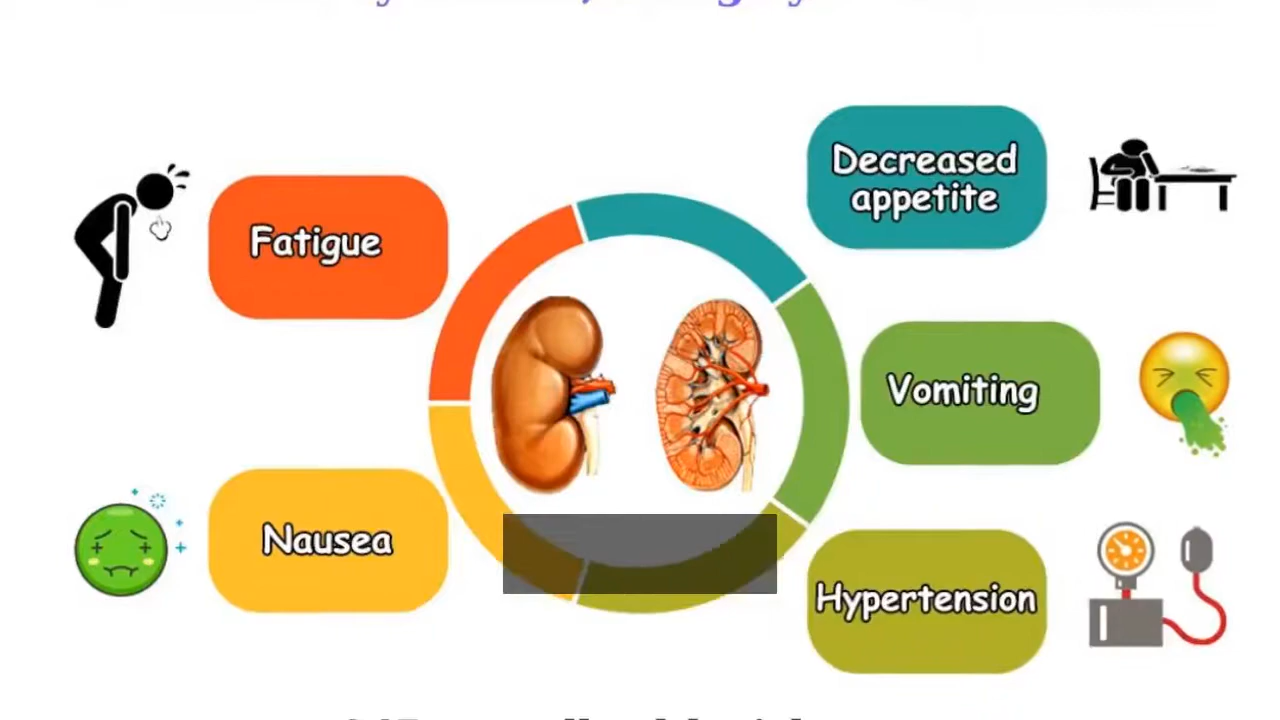 Decreased
appetite
Fatigue
Vomiting
Nausea
Hypertension